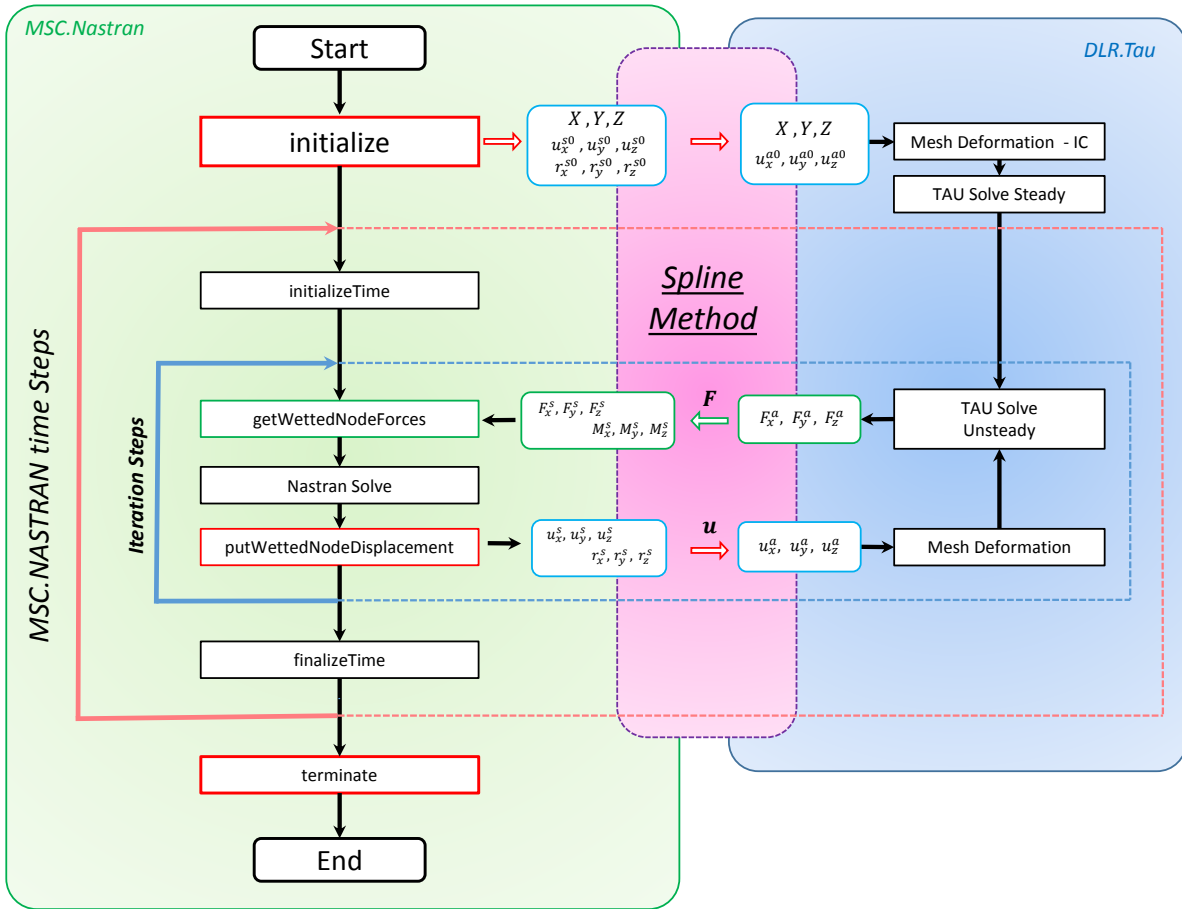 MSC.Nastran
DLR.Tau
Start
initialize
X , Y, Z
u_x^{s0} , u_y^{s0} , u_z^{s0}
r_x^{s0} , r_y^{s0} , r_z^{s0}
X , Y, Z
u_x^{a0}, u_y^{a0}, u_z^{a0}
Mesh Deformation - IC
TAU Solve Steady
Spline
Method
initializeTime
MSC.NASTRAN time Steps
Iteration Steps
getWettedNodeForces
F_x^s, F_y^s, F_z^s
M_x^s, M_y^s, M_z^s
F
F_x^a, F_y^a, F_z^a
TAU Solve
Unsteady
Nastran Solve
putWettedNodeDisplacement
u_x^s, u_y^s, u_z^s
r_x^s, r_y^s, r_z^s
u
u_x^a, u_y^a, u_z^a
Mesh Deformation
finalizeTime
terminate
End